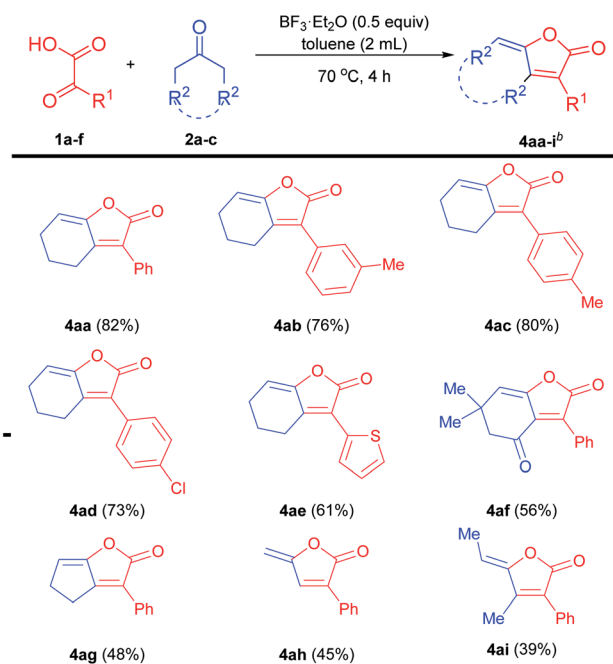 BF₃·Et₂O (0.5 equiv)
toluene (2 mL)
70 °C, 4 h
HO O
O R¹
+
O
R² R²
R² O O
R² R¹
1a-f 2a-c 4aa-iᵇ
O O Ph
O O Me
O O Me
4aa (82%) 4ab (76%) 4ac (80%)
O O Cl
O O S
Me Me O O O Ph
4ad (73%) 4ae (61%) 4af (56%)
O O Ph
O O Ph
Me O O Me Ph
4ag (48%) 4ah (45%) 4ai (39%)